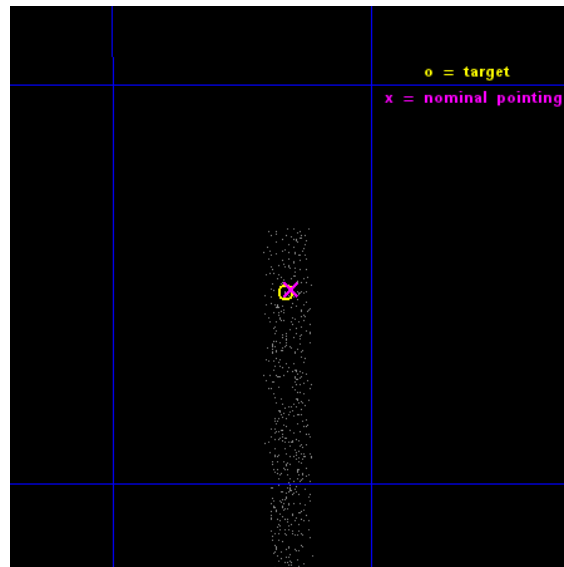 o = target
x = nominal pointing